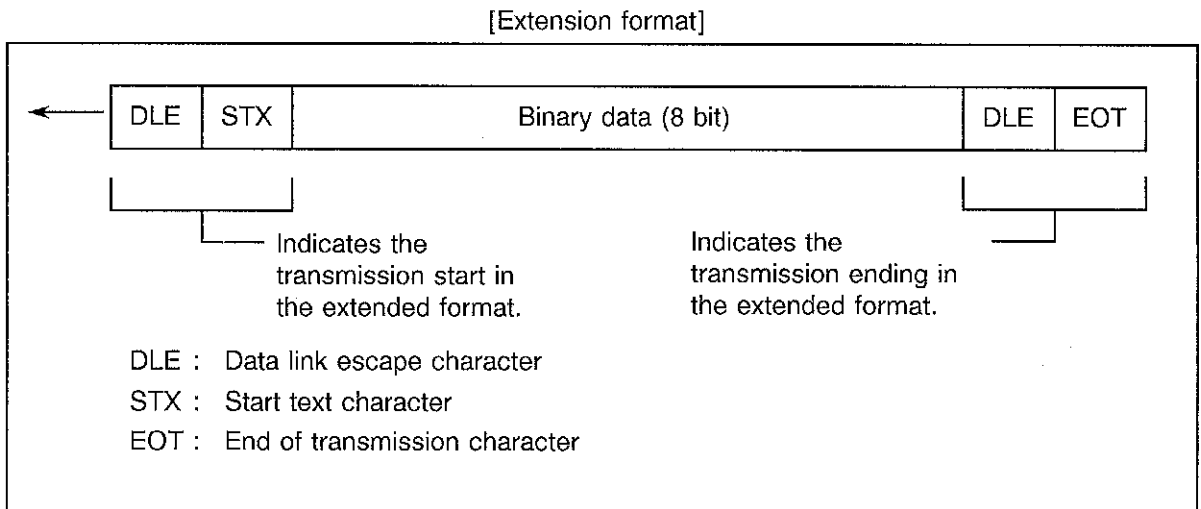 [Extension format]
DLE STX Binary data (8 bit) DLE EOT
Indicates the
transmission start in
the extended format.
Indicates the
transmission ending in
the extended format.
DLE : Data link escape character
STX : Start text character
EOT : End of transmission character